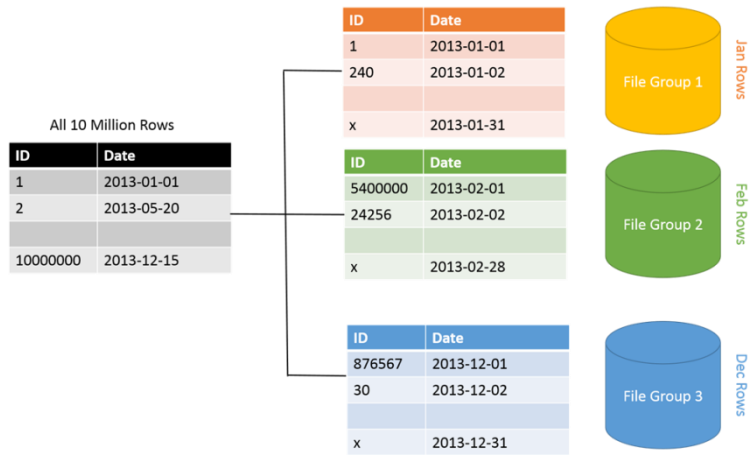 All 10 Million Rows
ID Date
1 2013-01-01
2 2013-05-20
10000000 2013-12-15
ID Date
1 2013-01-01
240 2013-01-02
x 2013-01-31
File Group 1
Jan Rows
ID Date
5400000 2013-02-01
24256 2013-02-02
x 2013-02-28
File Group 2
Feb Rows
ID Date
876567 2013-12-01
30 2013-12-02
x 2013-12-31
File Group 3
Dec Rows